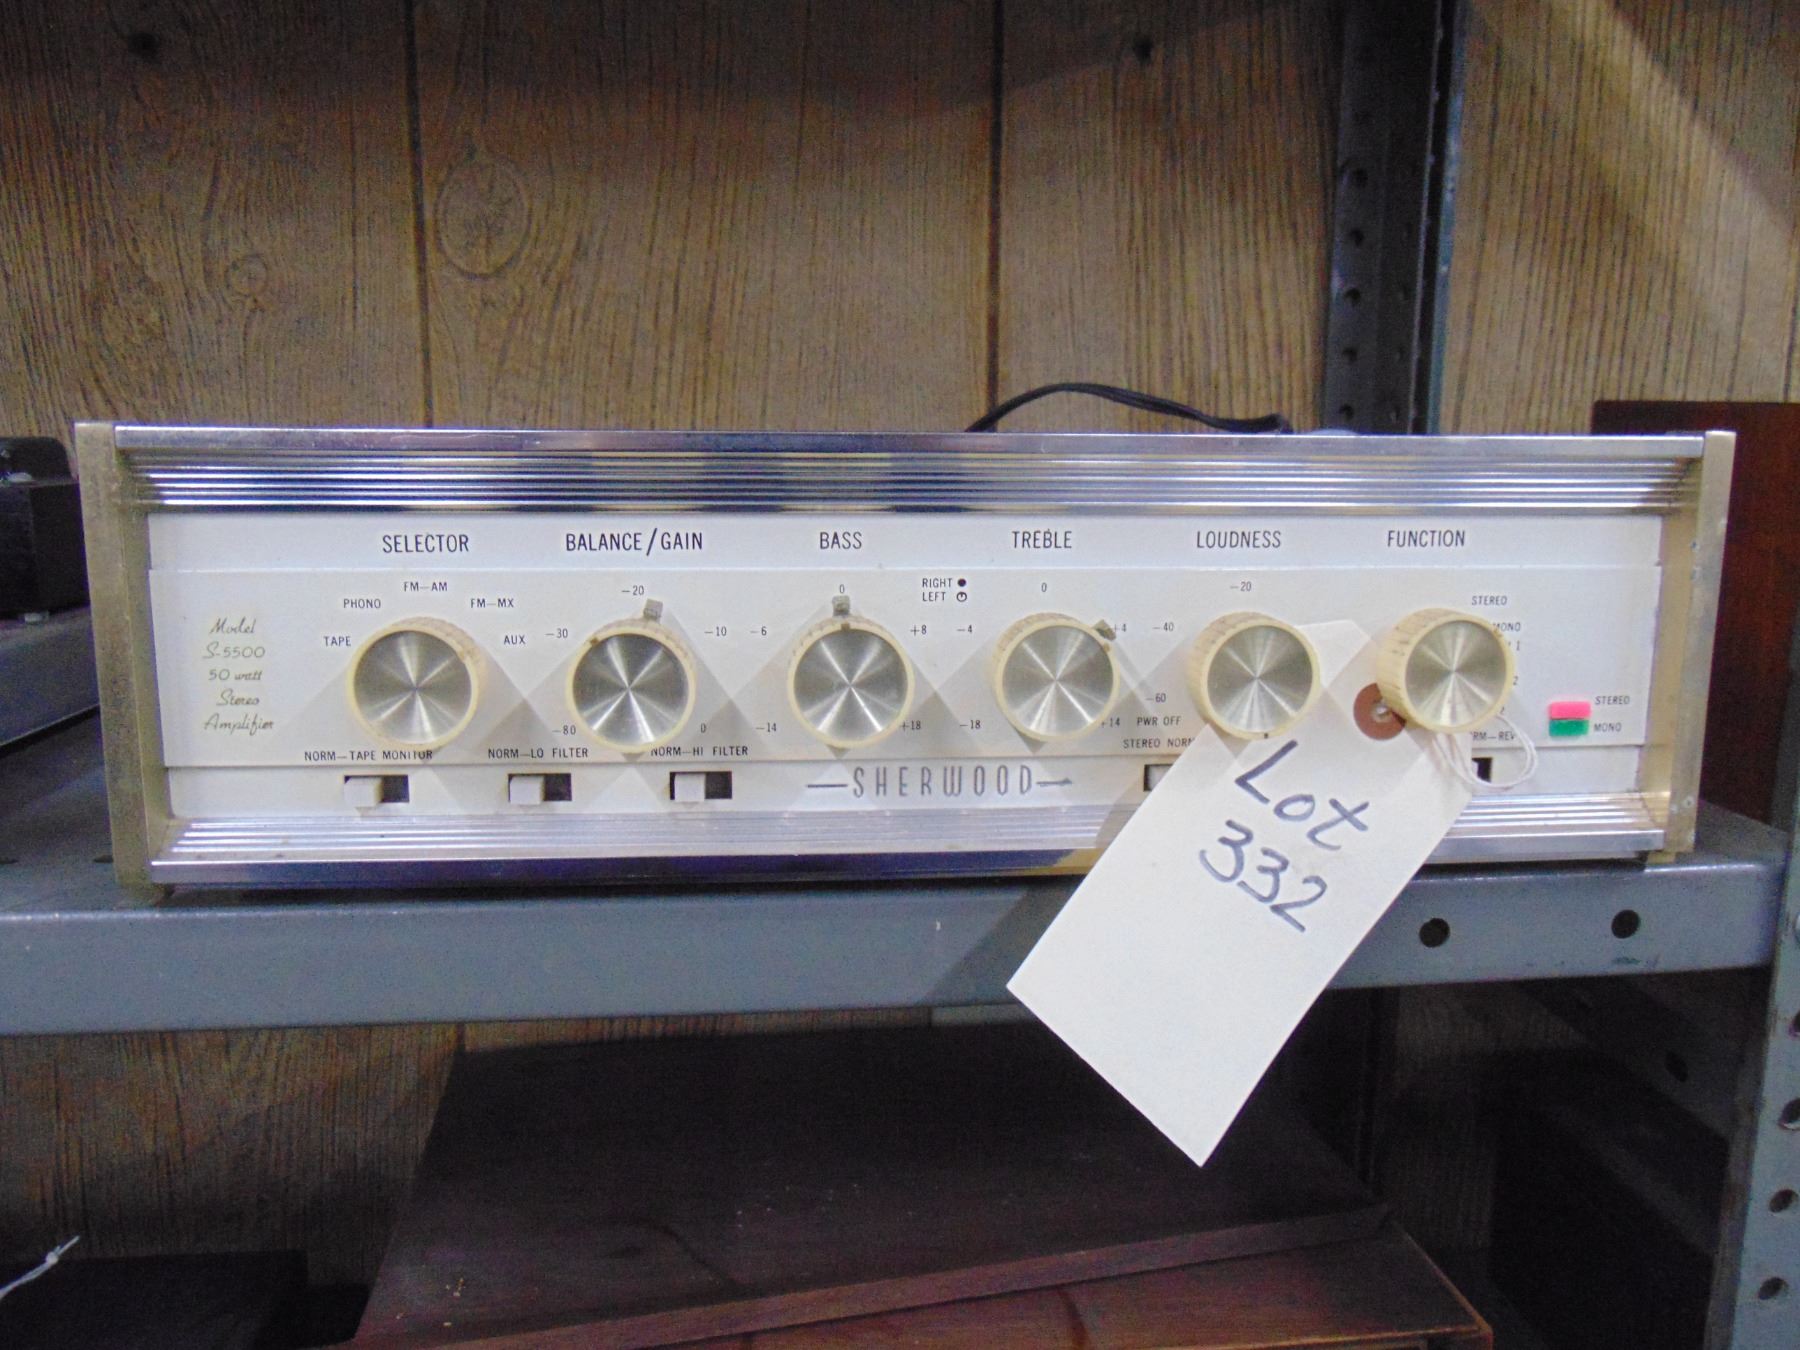 SELECTOR BALANCE/GAIN BASS TREBLE LOUDNESS FUNCTION
Model
S-5500
50 watt
Stereo
Amplifier
TAPE PHONO FM—AM FM—MX AUX
-80 -30 -20 -10 0
-14 -6 0 +8 +18
RIGHT
LEFT
-18 -4 0 +4 +14
-60 -40 -20
PWR OFF
STEREO
MONO
STEREO
MONO
NORM—TAPE MONITOR NORM—LO FILTER NORM—HI FILTER STEREO NORM
SHERWOOD
Lot
332